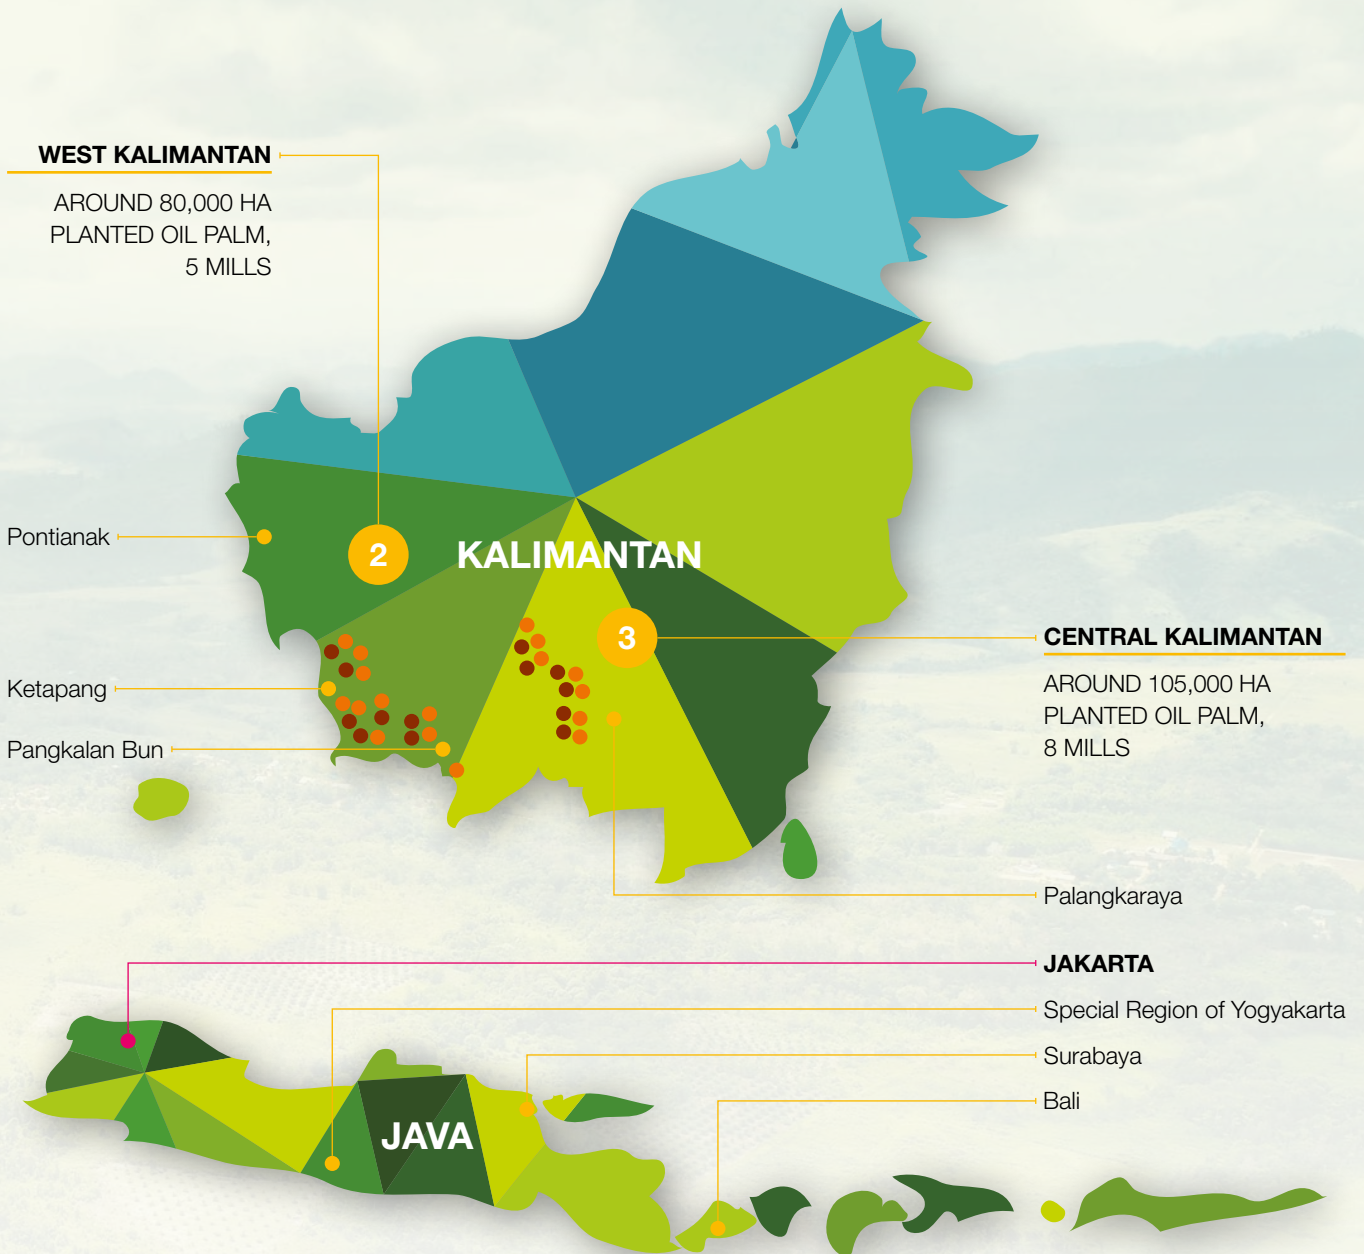 WEST KALIMANTAN
AROUND 80,000 HA
PLANTED OIL PALM,
5 MILLS
Pontianak
2
KALIMANTAN
3
CENTRAL KALIMANTAN
AROUND 105,000 HA
PLANTED OIL PALM,
8 MILLS
Ketapang
Pangkalan Bun
Palangkaraya
JAKARTA
Special Region of Yogyakarta
Surabaya
Bali
JAVA